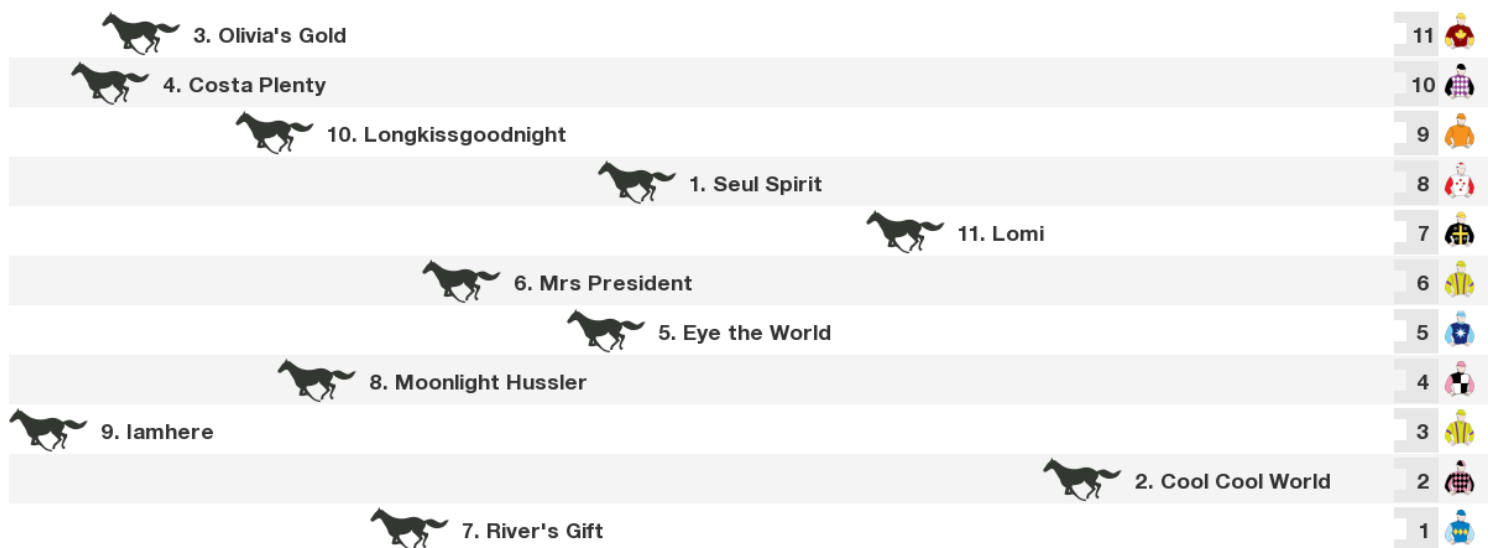 3. Olivia's Gold 11
4. Costa Plenty 10
10. Longkissgoodnight 9
1. Seul Spirit 8
11. Lomi 7
6. Mrs President 6
5. Eye the World 5
8. Moonlight Hussler 4
9. Iamhere 3
2. Cool Cool World 2
7. River's Gift 1